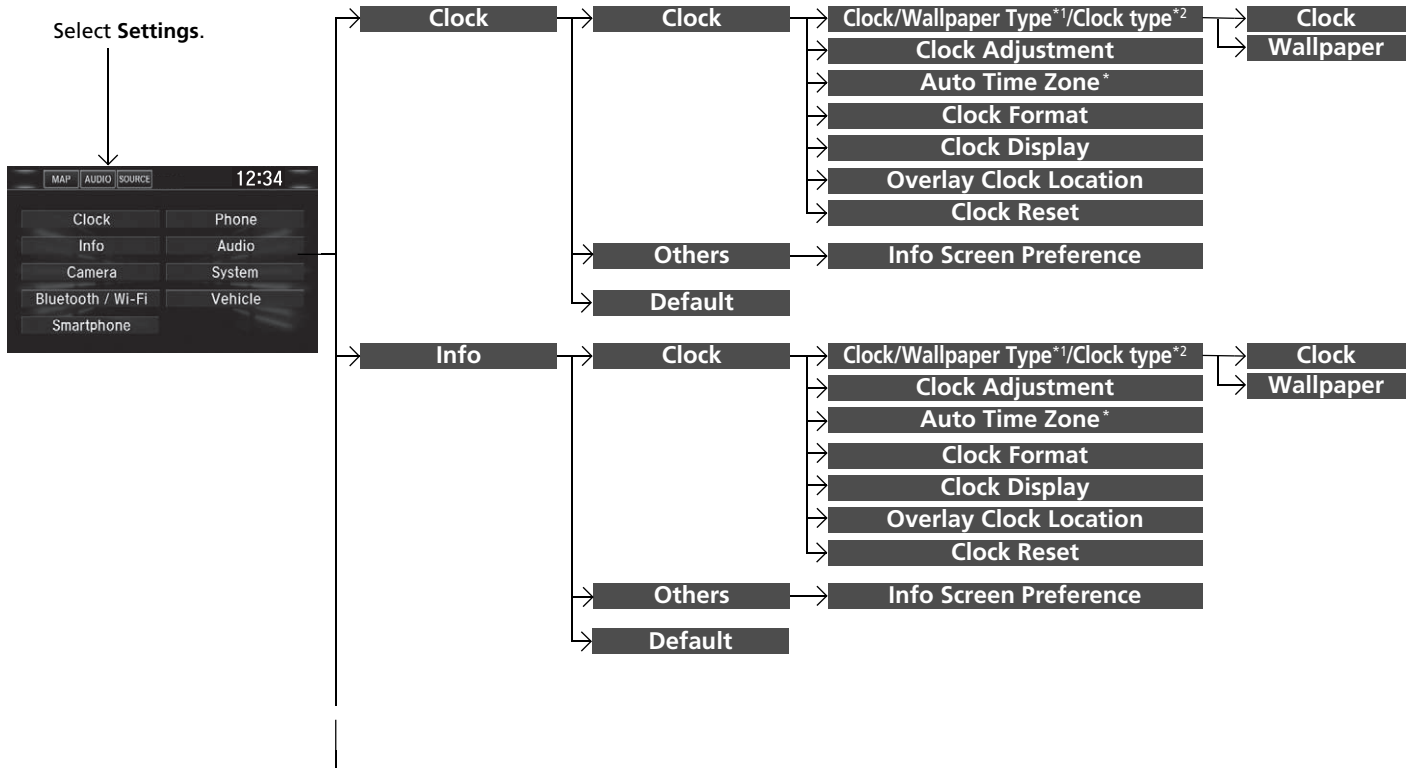 Select Settings.
MAP AUDIO SOURCE 12:34
Clock Phone
Info Audio
Camera System
Bluetooth / Wi-Fi Vehicle
Smartphone
Clock
Clock
Clock/Wallpaper Type*1/Clock type*2
Clock
Wallpaper
Clock Adjustment
Auto Time Zone*
Clock Format
Clock Display
Overlay Clock Location
Clock Reset
Others
Info Screen Preference
Default
Info
Clock
Clock/Wallpaper Type*1/Clock type*2
Clock
Wallpaper
Clock Adjustment
Auto Time Zone*
Clock Format
Clock Display
Overlay Clock Location
Clock Reset
Others
Info Screen Preference
Default